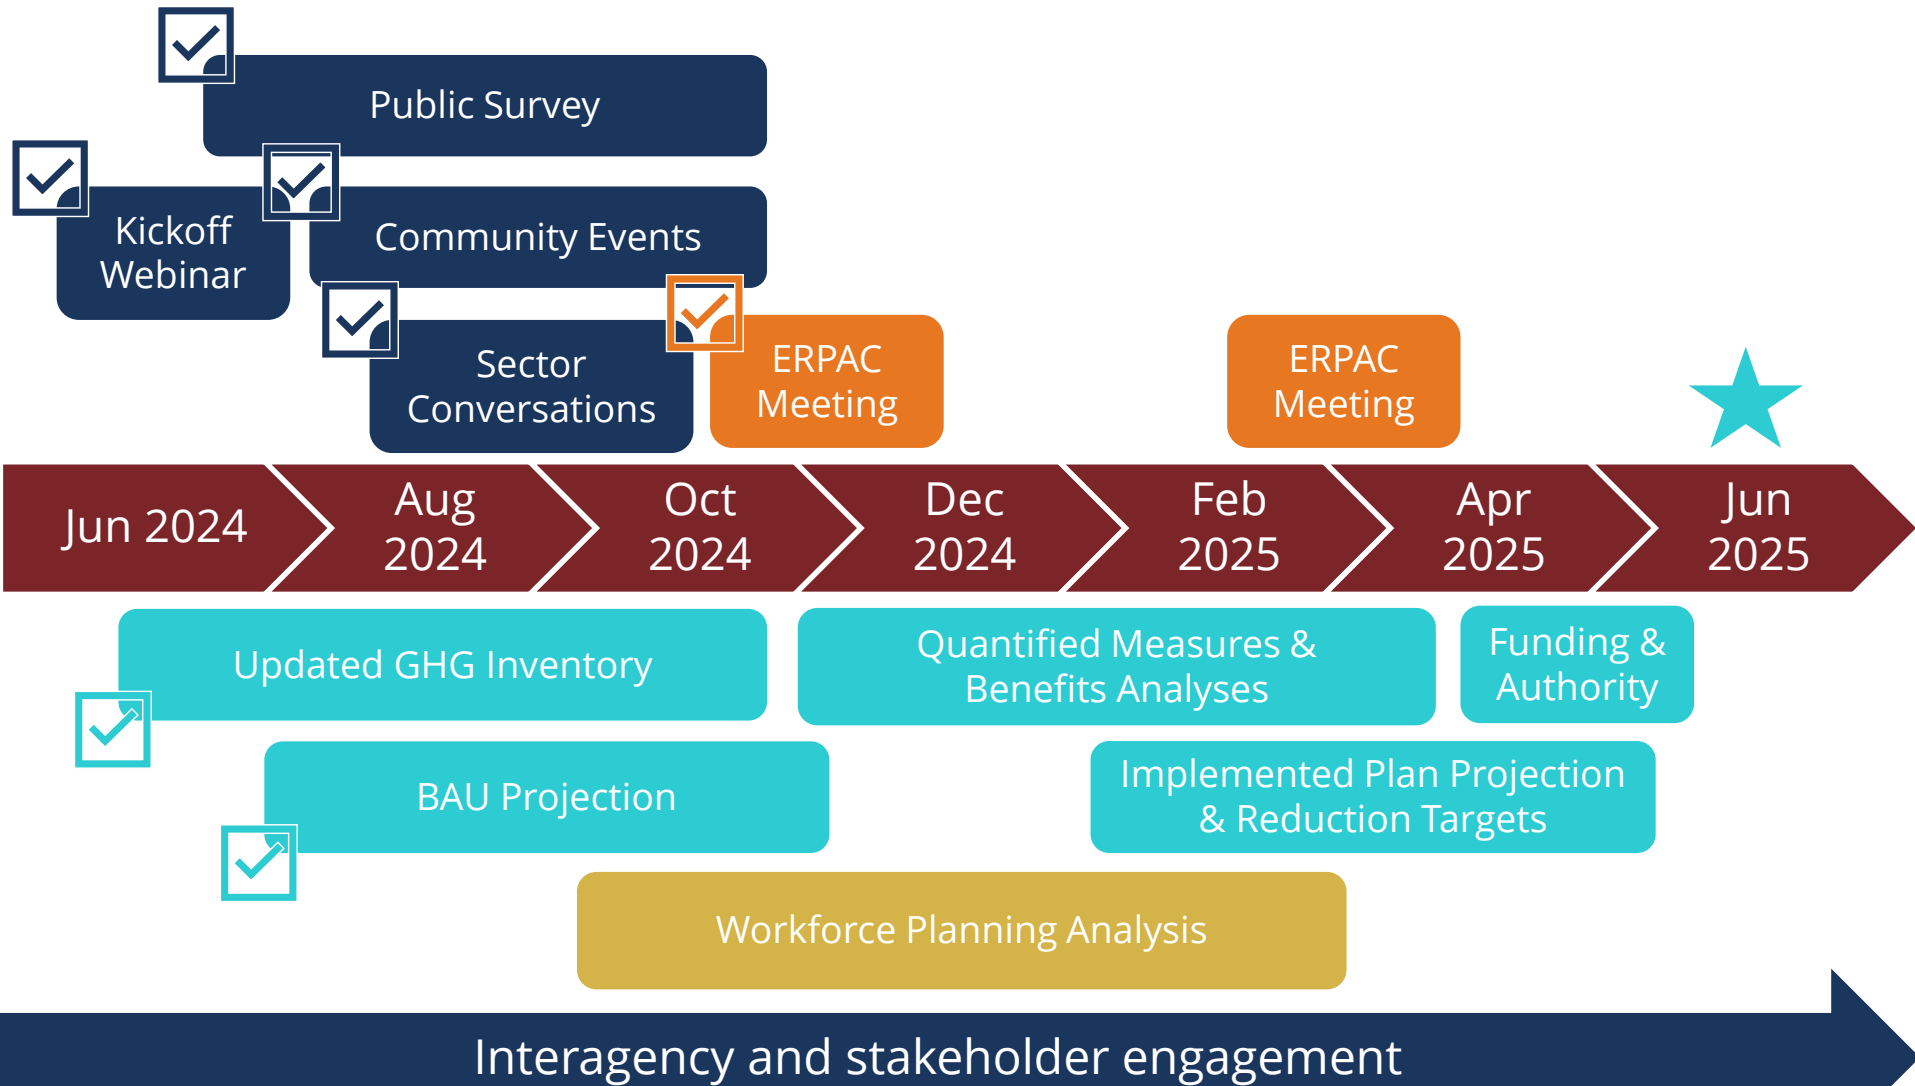 Public Survey
Kickoff
Webinar
Community Events
Sector
Conversations
ERPAC
Meeting
ERPAC
Meeting
Jun 2024
Aug
2024
Oct
2024
Dec
2024
Feb
2025
Apr
2025
Jun
2025
Updated GHG Inventory
Quantified Measures &
Benefits Analyses
Funding &
Authority
BAU Projection
Implemented Plan Projection
& Reduction Targets
Workforce Planning Analysis
Interagency and stakeholder engagement